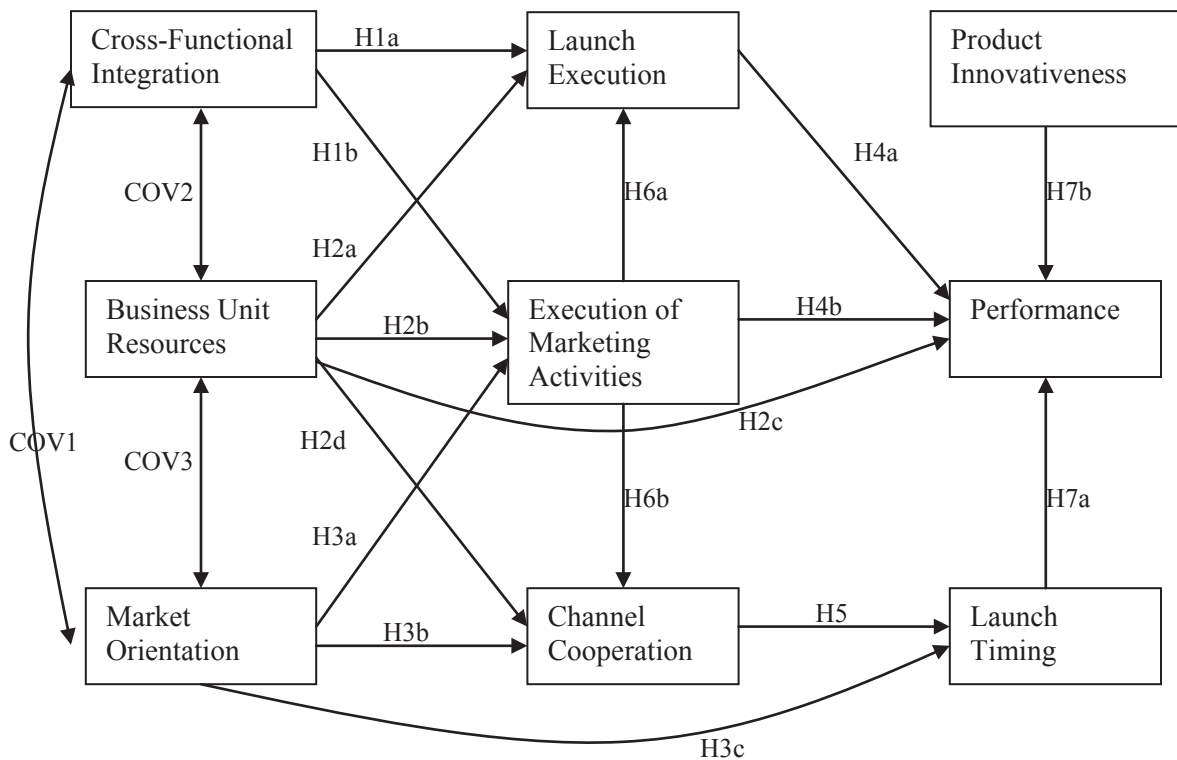 Cross-Functional
Integration
H1a
Launch
Execution
Product
Innovativeness
H1b
H4a
COV2
H6a
H7b
H2a
Business Unit
Resources
H2b
Execution of
Marketing
Activities
H4b
Performance
H2c
COV1
COV3
H2d
H6b
H7a
H3a
Market
Orientation
H3b
Channel
Cooperation
H5
Launch
Timing
H3c